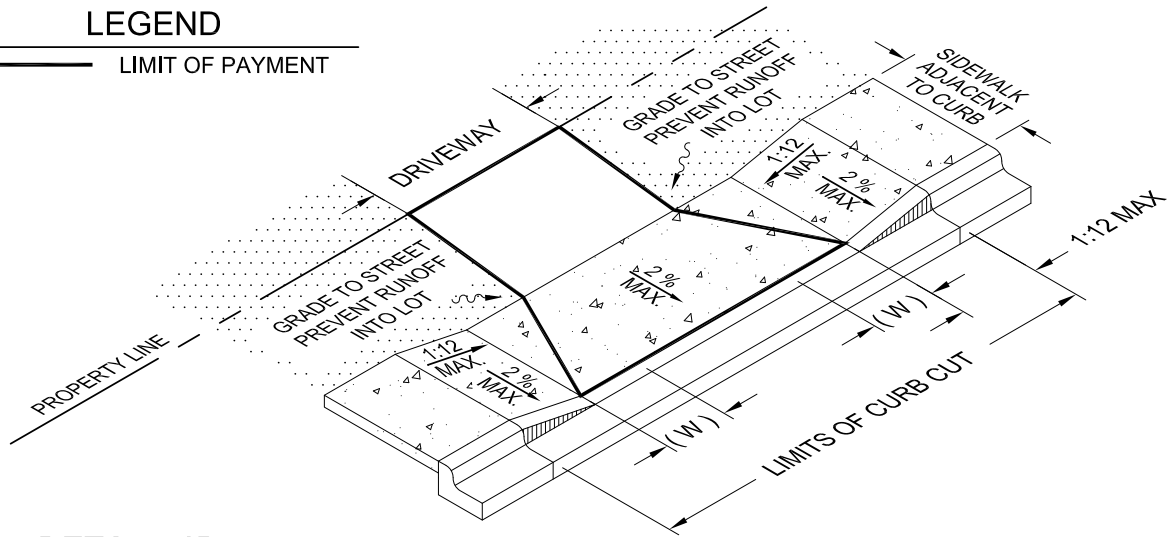 LEGEND
LIMIT OF PAYMENT
DRIVEWAY
GRADE TO STREET
PREVENT RUNOFF
INTO LOT
SIDEWALK
ADJACENT
TO CURB
1:12
MAX.
2%
MAX.
1:12 MAX
GRADE TO STREET
PREVENT RUNOFF
INTO LOT
2%
MAX.
PROPERTY LINE
1:12
MAX.
2%
MAX.
(W)
(W)
LIMITS OF CURB CUT